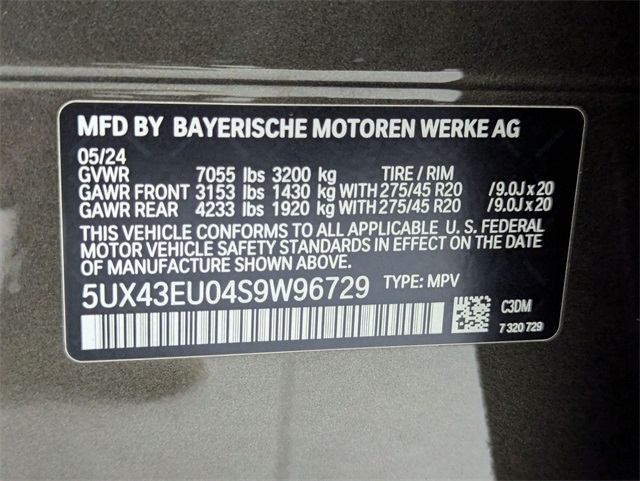 MFD BY BAYERISCHE MOTOREN WERKE AG
05/24
GVWR 7055 lbs 3200 kg TIRE / RIM
GAWR FRONT 3153 lbs 1430 kg WITH 275/45 R20 /9.0J x 20
GAWR REAR 4233 lbs 1920 kg WITH 275/45 R20 /9.0J x 20
THIS VEHICLE CONFORMS TO ALL APPLICABLE U. S. FEDERAL
MOTOR VEHICLE SAFETY STANDARDS IN EFFECT ON THE DATE
OF MANUFACTURE SHOWN ABOVE.
5UX43EU04S9W96729 TYPE: MPV
C3DM
7 320 729